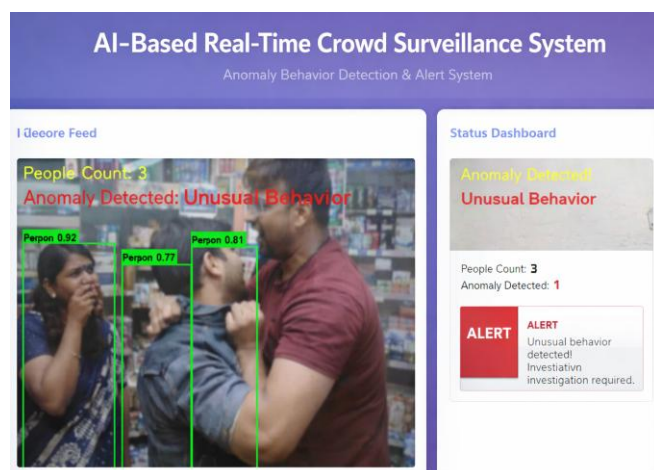 AI-Based Real-Time Crowd Surveillance System
Anomaly Behavior Detection & Alert System
Feed
Status Dashboard
People Count: 3
Anomaly Detected: Unusual Behavior
Perpon 0.92
Perpon 0.77
Perpon 0.81
Anomaly Detected!
Unusual Behavior
People Count: 3
Anomaly Detected: 1
ALERT
ALERT
Unusual behavior
detected!
Investiativn
investigation required.